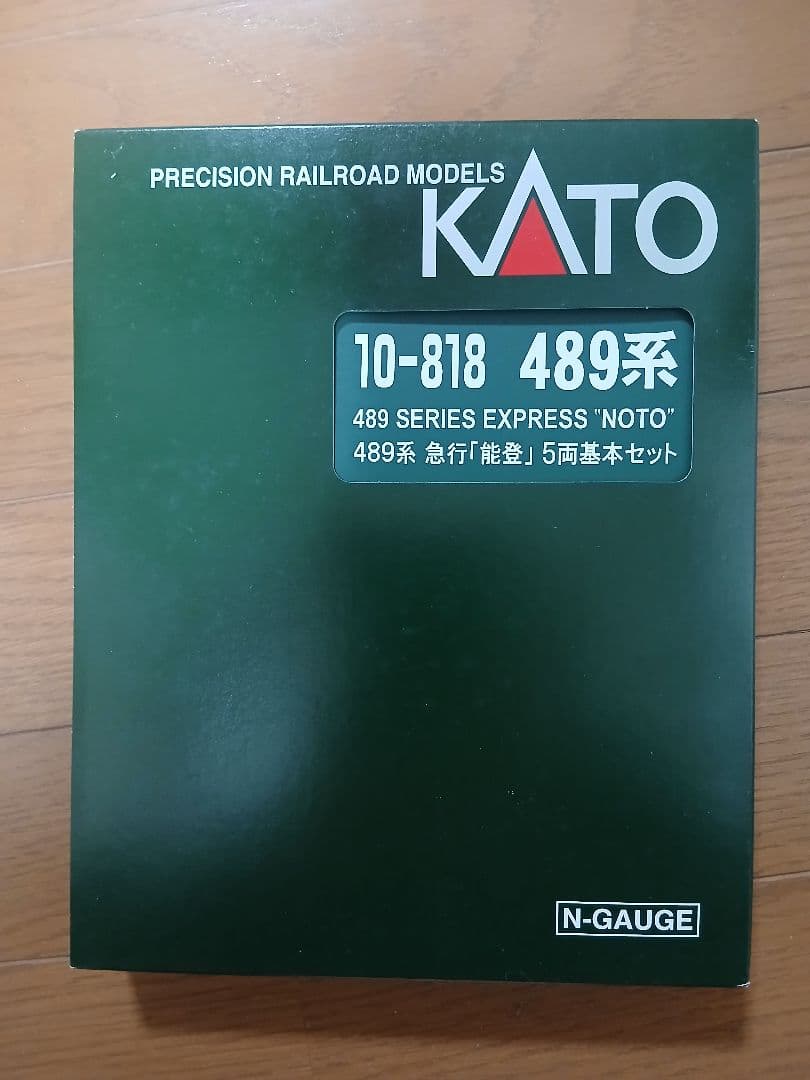 PRECISION RAILROAD MODELS
KATO
10-818 489系
489 SERIES EXPRESS "NOTO"
489系 急行「能登」 5両基本セット
N-GAUGE